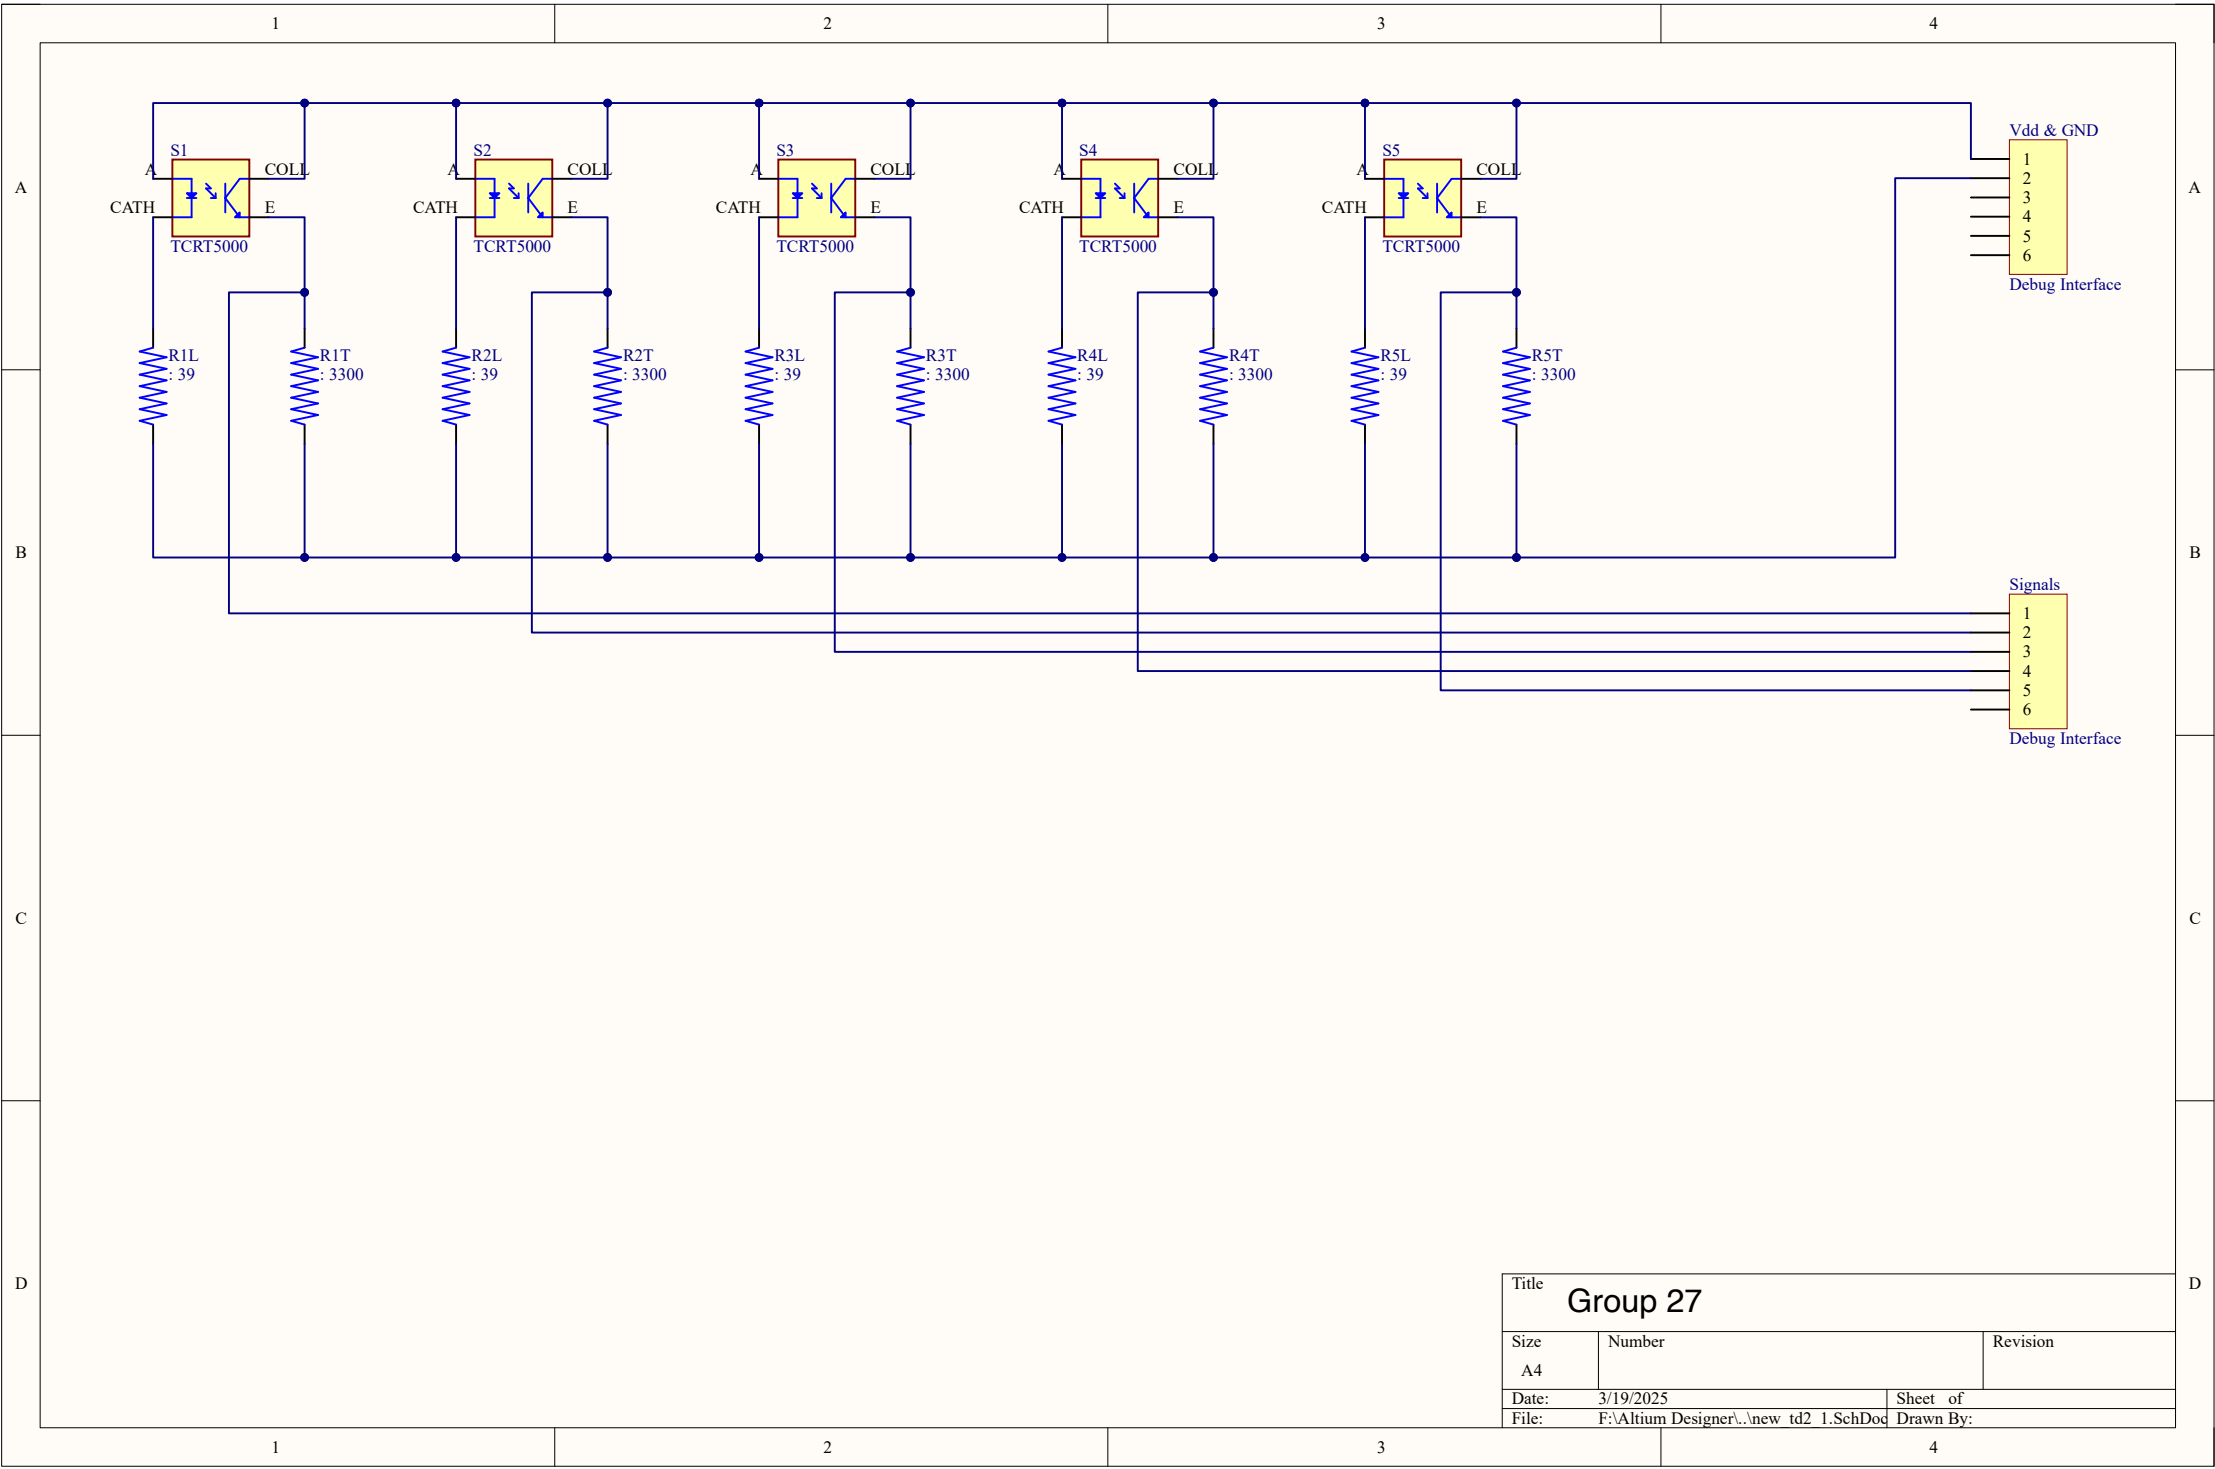 1 2 3 4
A A
B B
C C
D D
1 2 3 4
S1
A COLL
CATH E
TCRT5000
S2
A COLL
CATH E
TCRT5000
S3
A COLL
CATH E
TCRT5000
S4
A COLL
CATH E
TCRT5000
S5
A COLL
CATH E
TCRT5000
R1L
: 39
R1T
: 3300
R2L
: 39
R2T
: 3300
R3L
: 39
R3T
: 3300
R4L
: 39
R4T
: 3300
R5L
: 39
R5T
: 3300
Vdd & GND
1
2
3
4
5
6
Debug Interface
Signals
1
2
3
4
5
6
Debug Interface
Title Group 27
Size Number Revision
A4
Date: 3/19/2025 Sheet of
File: F:\Altium Designer\..\new_td2_1.SchDoc Drawn By: